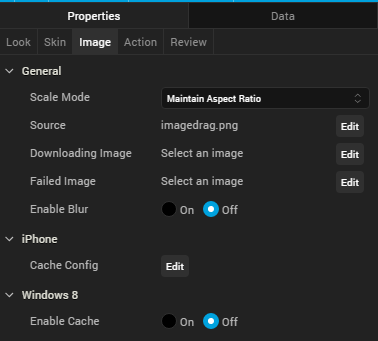 Properties Data
Look Skin Image Action Review
General
Scale Mode Maintain Aspect Ratio
Source imagedrag.png Edit
Downloading Image Select an image Edit
Failed Image Select an image Edit
Enable Blur On Off
iPhone
Cache Config Edit
Windows 8
Enable Cache On Off